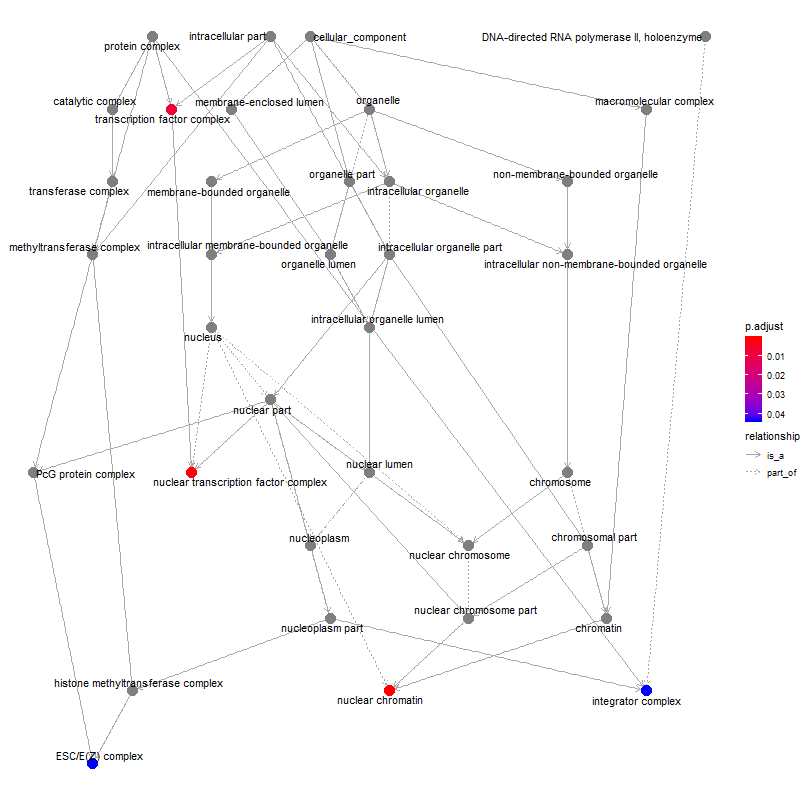 protein complex
intracellular part
cellular_component
DNA-directed RNA polymerase II, holoenzyme
catalytic complex
transcription factor complex
membrane-enclosed lumen
organelle
macromolecular complex
transferase complex
membrane-bounded organelle
organelle part
intracellular organelle
non-membrane-bounded organelle
methyltransferase complex
intracellular membrane-bounded organelle
organelle lumen
intracellular organelle part
intracellular non-membrane-bounded organelle
nucleus
intracellular organelle lumen
p.adjust
0.01
0.02
0.03
0.04
relationship
is_a
part_of
nuclear part
PcG protein complex
nuclear transcription factor complex
nuclear lumen
chromosome
nucleoplasm
nuclear chromosome
chromosomal part
nucleoplasm part
nuclear chromosome part
chromatin
histone methyltransferase complex
nuclear chromatin
integrator complex
ESC/E(Z) complex